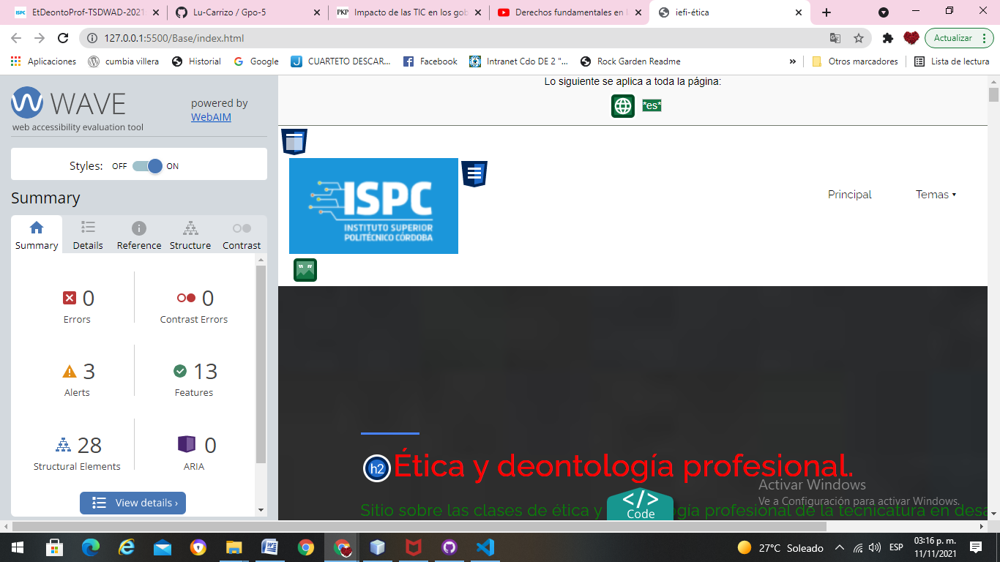 EtDeontoProf-TSDWAD-2021
Lu-Carrizo / Gpo-5
PKP
Impacto de las TIC en los gob
Derechos fundamentales en
iefi-ética
127.0.0.1:5500/Base/index.html
Actualizar
Aplicaciones
cumbia villera
Historial
Google
CUARTETO DESCAR...
Facebook
Intranet Cdo DE 2 "...
Rock Garden Readme
»
Otros marcadores
Lista de lectura
WAVE
web accessibility evaluation tool
powered by
WebAIM
Styles: OFF ON
Summary
Summary
Details
Reference
Structure
Contrast
0
Errors
0
Contrast Errors
3
Alerts
13
Features
28
Structural Elements
0
ARIA
View details ›
Lo siguiente se aplica a toda la página:
*es*
ISPC
INSTITUTO SUPERIOR
POLITÉCNICO CÓRDOBA
Principal
Temas ▾
h2
Ética y deontología profesional.
Sitio sobre las clases de ética y
ología profesional de la tecnicatura en desa
</>
Code
Activar Windows
Ve a Configuración para activar Windows.
27°C Soleado
ESP
03:16 p. m.
11/11/2021